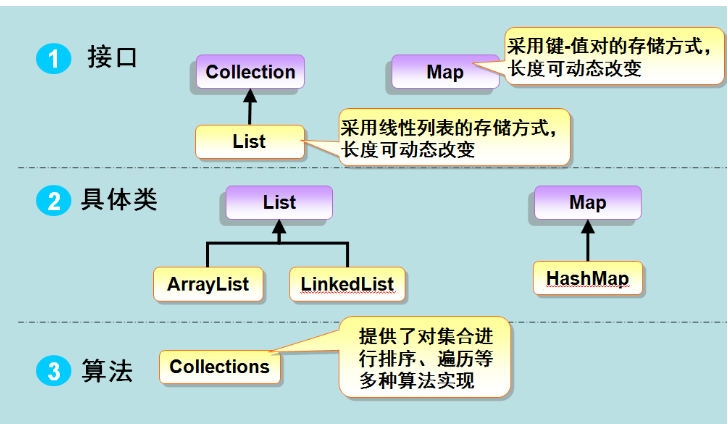 1 接口
Collection
Map
采用键-值对的存储方式，
长度可动态改变
List
采用线性列表的存储方式，
长度可动态改变
2 具体类
List
Map
ArrayList
LinkedList
HashMap
3 算法
Collections
提供了对集合进
行排序、遍历等
多种算法实现